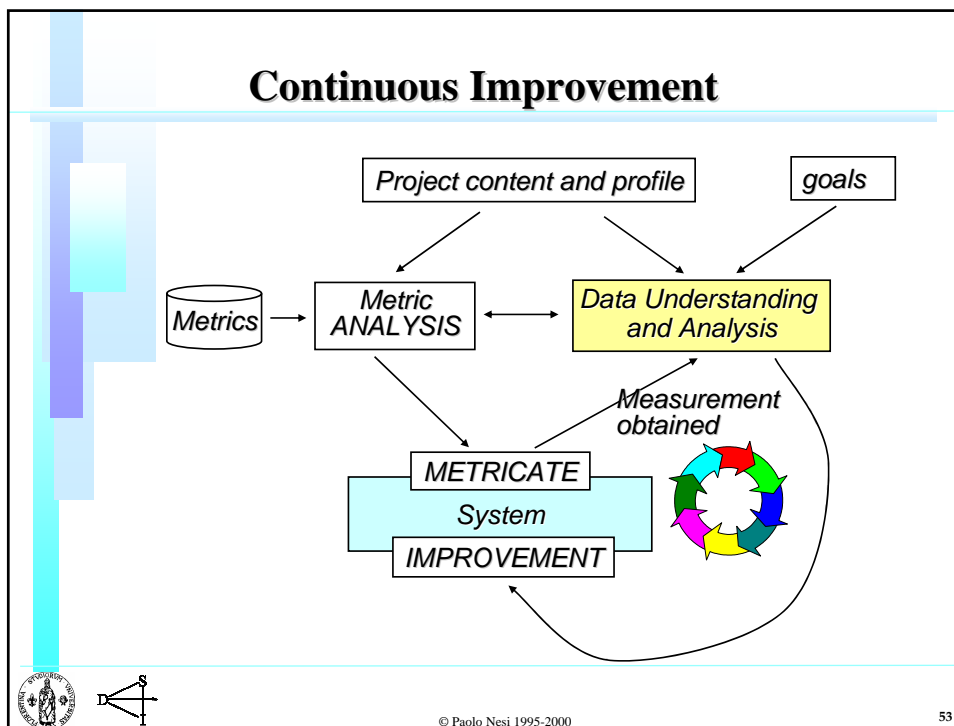 Continuous Improvement
Project content and profile
goals
Metrics
Metric
ANALYSIS
Data Understanding
and Analysis
Measurement
obtained
METRICATE
System
IMPROVEMENT
D S I
© Paolo Nesi 1995-2000
53